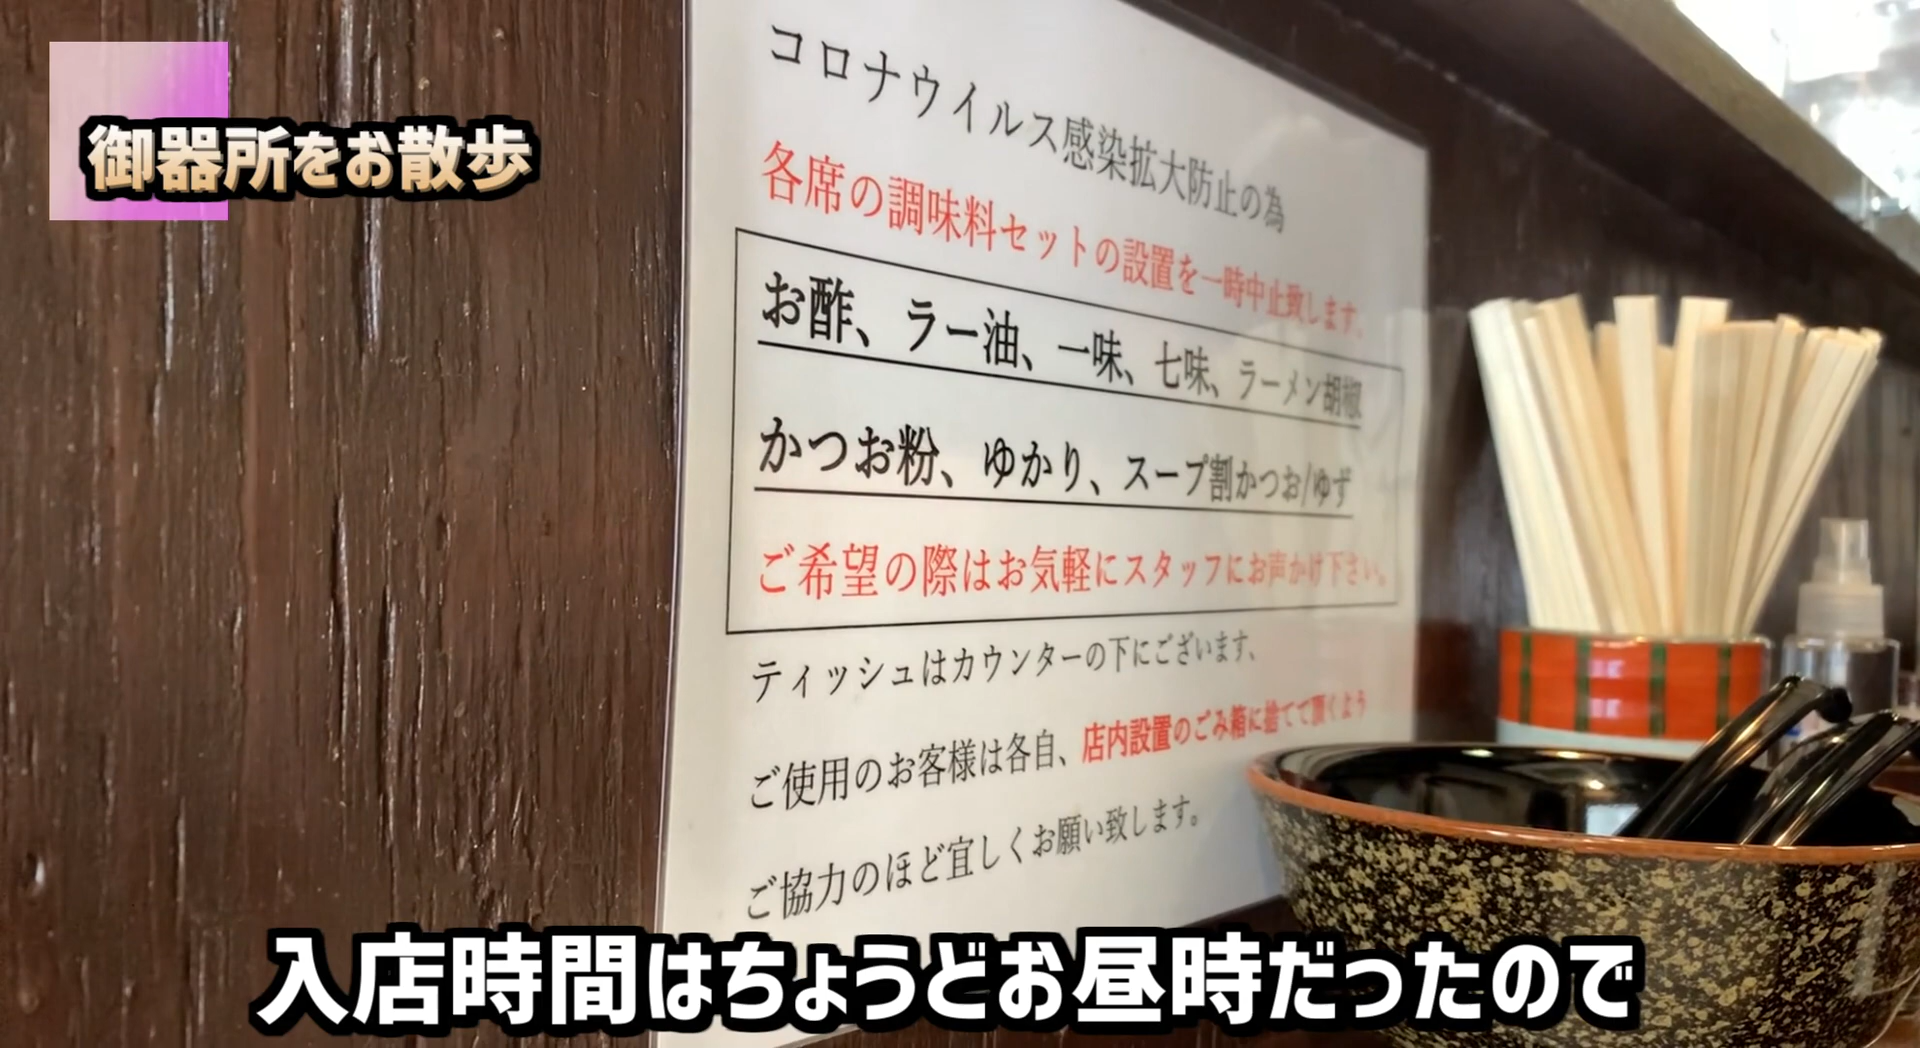 御器所をお散歩
コロナウイルス感染拡大防止の為
各席の調味料セットの設置を一時中止致します。
お酢、ラー油、一味、七味、ラーメン胡椒
かつお粉、ゆかり、スープ割かつお/ゆず
ご希望の際はお気軽にスタッフにお声かけ下さい。
ティッシュはカウンターの下にございます、
ご使用のお客様は各自、店内設置のごみ箱に捨てて頂くよう
ご協力のほど宜しくお願い致します。
入店時間はちょうどお昼時だったので